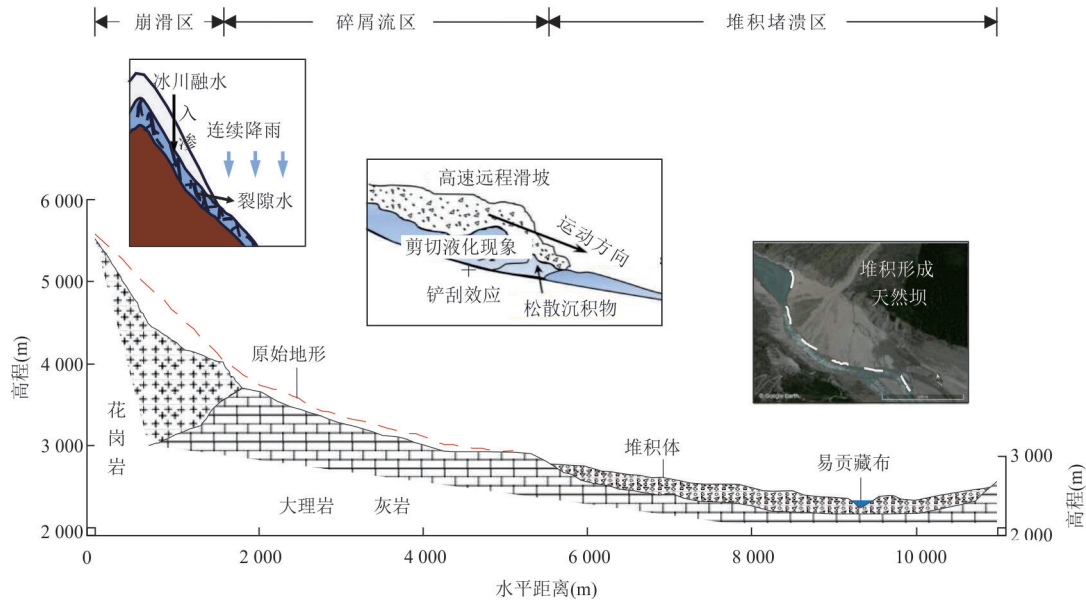 崩滑区
碎屑流区
堆积堵溃区
冰川融水
入
渗
连续降雨
裂隙水
高速远程滑坡
运动方向
剪切液化现象
+
铲刮效应
松散沉积物
堆积形成
天然坝
© Google Earth
高程(m)
6 000
5 000
4 000
3 000
2 000
原始地形
花
岗
岩
大理岩
灰岩
堆积体
易贡藏布
3 000
2 000
高程(m)
0
2 000
4 000
6 000
8 000
10 000
水平距离(m)